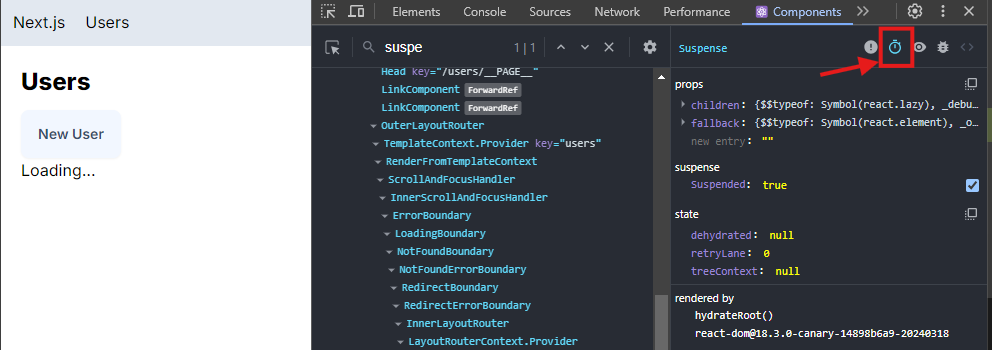 Next.js Users
Users
New User
Loading...
Elements Console Sources Network Performance Components
suspe 1 | 1
Head key="/users/__PAGE__"
LinkComponent ForwardRef
LinkComponent ForwardRef
OuterLayoutRouter
TemplateContext.Provider key="users"
RenderFromTemplateContext
ScrollAndFocusHandler
InnerScrollAndFocusHandler
ErrorBoundary
LoadingBoundary
NotFoundBoundary
NotFoundErrorBoundary
RedirectBoundary
RedirectErrorBoundary
InnerLayoutRouter
LayoutRouterContext.Provider
Suspense
props
children: {$$typeof: Symbol(react.lazy), _debu…
fallback: {$$typeof: Symbol(react.element), _o…
new entry: ""
suspense
Suspended: true
state
dehydrated: null
retryLane: 0
treeContext: null
rendered by
hydrateRoot()
react-dom@18.3.0-canary-14898b6a9-20240318